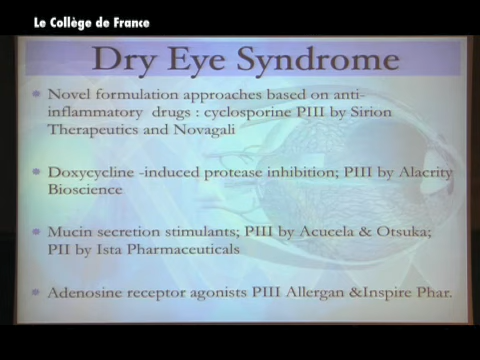 Le Collège de France
Dry Eye Syndrome
Novel formulation approaches based on anti-
inflammatory drugs : cyclosporine PIII by Sirion
Therapeutics and Novagali
Doxycycline -induced protease inhibition; PIII by Alacrity
Bioscience
Mucin secretion stimulants; PIII by Acucela & Otsuka;
PII by Ista Pharmaceuticals
Adenosine receptor agonists PIII Allergan &Inspire Phar.